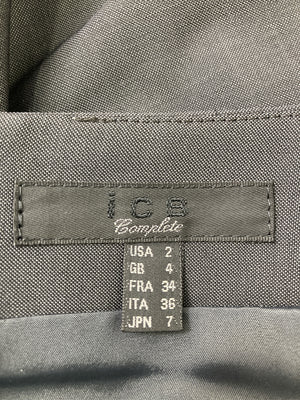 iCB
Complete
USA 2
GB 4
FRA 34
ITA 36
JPN 7